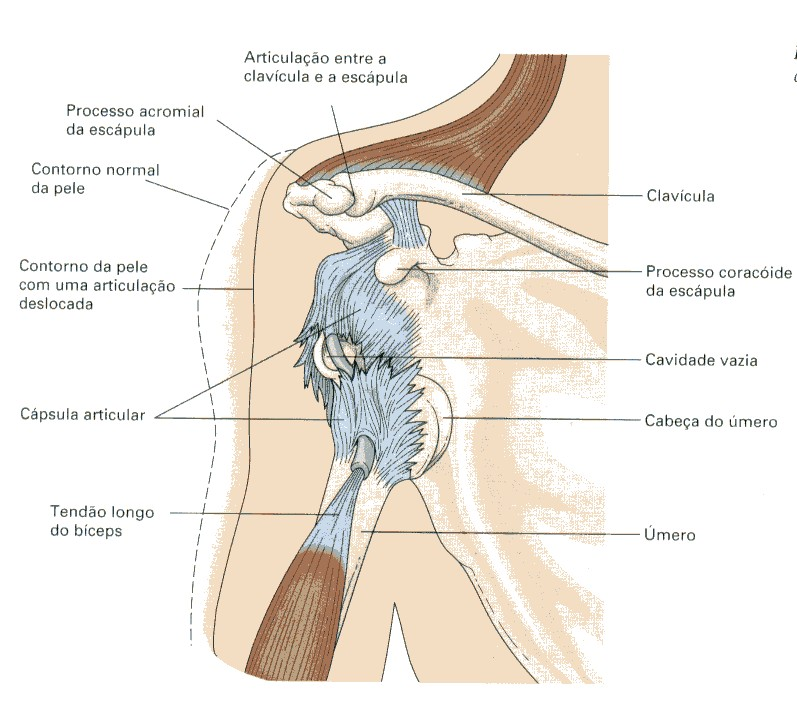 Articulação entre a
clavícula e a escápula
Processo acromial
da escápula
Contorno normal
da pele
Clavícula
Contorno da pele
com uma articulação
deslocada
Processo coracóide
da escápula
Cavidade vazia
Cápsula articular
Cabeça do úmero
Tendão longo
do bíceps
Úmero